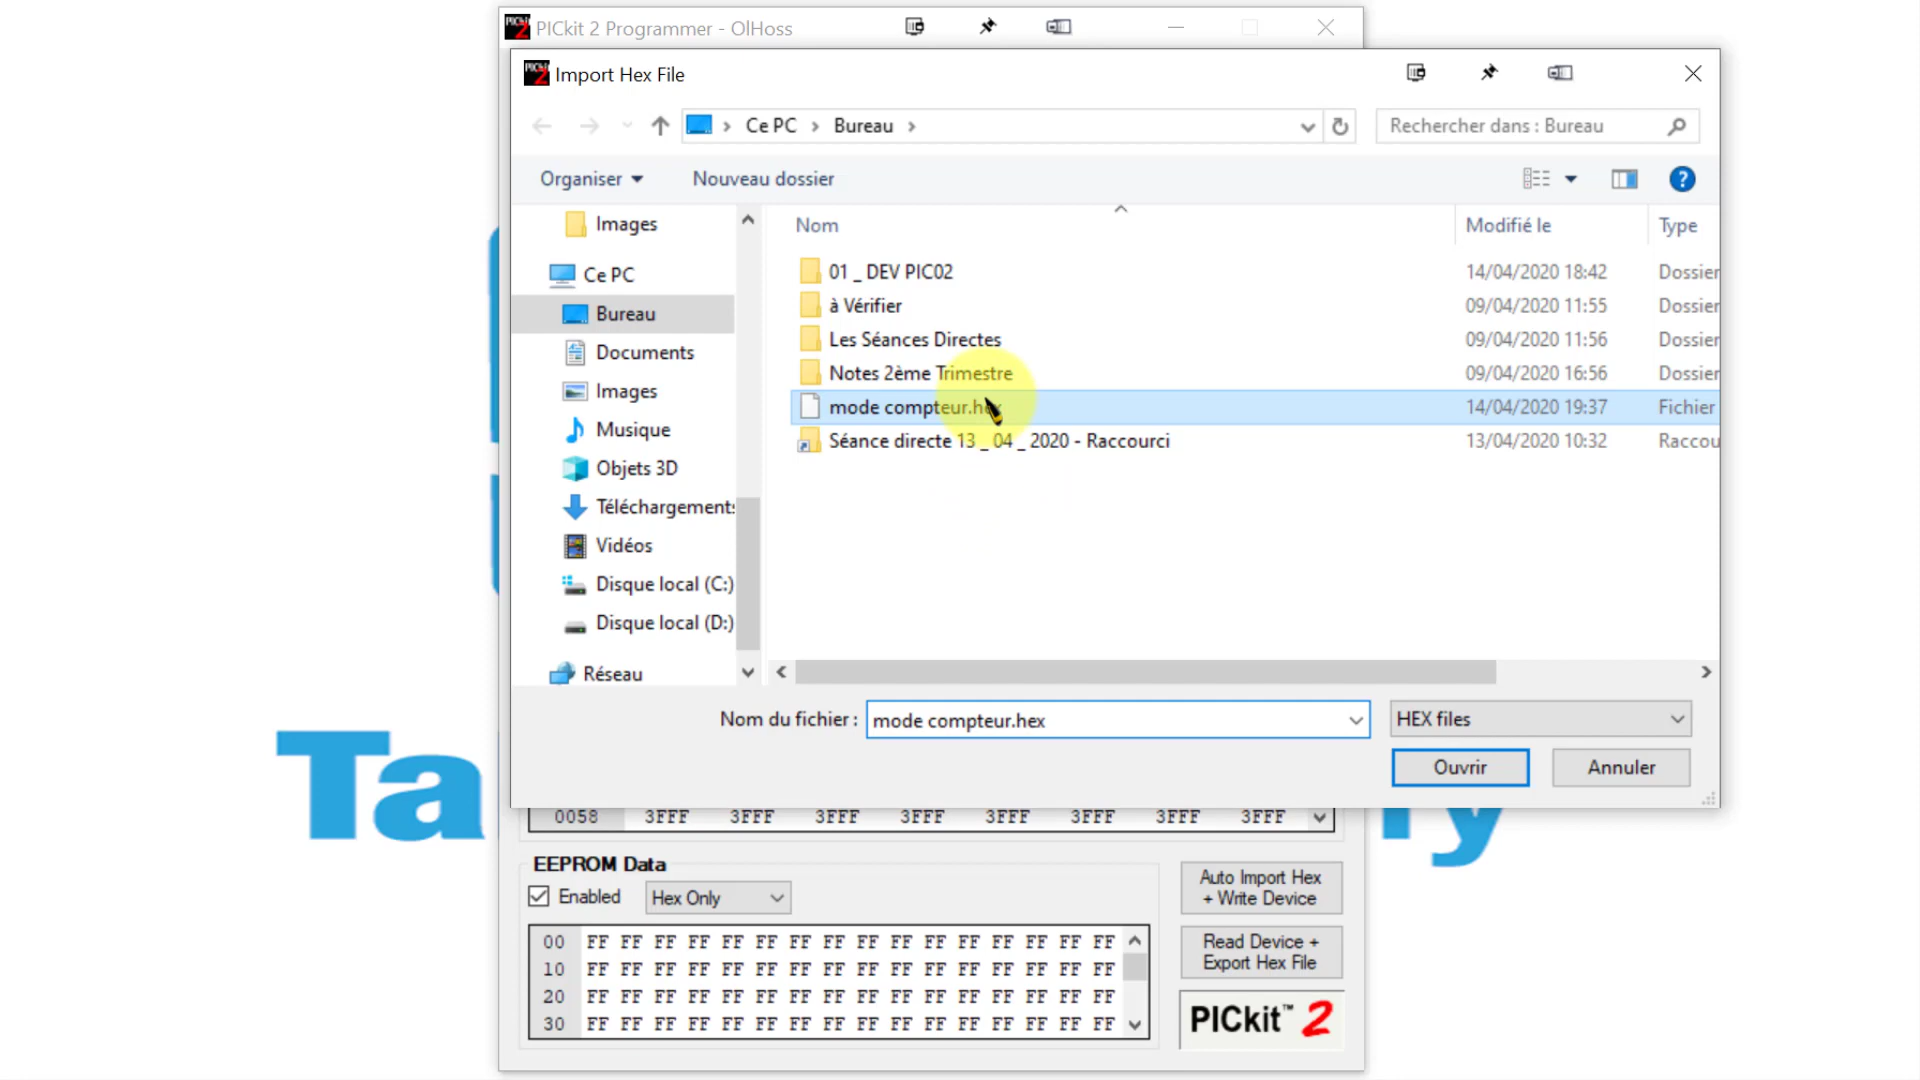 PICkit 2 Programmer - OlHoss
Import Hex File
Ce PC
Bureau
Rechercher dans : Bureau
Organiser
Nouveau dossier
Nom
Modifié le
Type
Images
Ce PC
Bureau
Documents
Images
Musique
Objets 3D
Téléchargements
Vidéos
Disque local (C:)
Disque local (D:)
Réseau
01 _ DEV PIC02 14/04/2020 18:42 Dossier
à Vérifier 09/04/2020 11:55 Dossier
Les Séances Directes 09/04/2020 11:56 Dossier
Notes 2ème Trimestre 09/04/2020 16:56 Dossier
mode compteur.hex 14/04/2020 19:37 Fichier
Séance directe 13 _ 04 _ 2020 - Raccourci 13/04/2020 10:32 Raccou
Nom du fichier : mode compteur.hex
HEX files
Ouvrir
Annuler
Ta
y
0058 3FFF 3FFF 3FFF 3FFF 3FFF 3FFF 3FFF 3FFF
EEPROM Data
Enabled
Hex Only
00 FF FF FF FF FF FF FF FF FF FF FF FF FF FF FF FF
10 FF FF FF FF FF FF FF FF FF FF FF FF FF FF FF FF
20 FF FF FF FF FF FF FF FF FF FF FF FF FF FF FF FF
30 FF FF FF FF FF FF FF FF FF FF FF FF FF FF FF FF
Auto Import Hex
+ Write Device
Read Device +
Export Hex File
PICkit™ 2